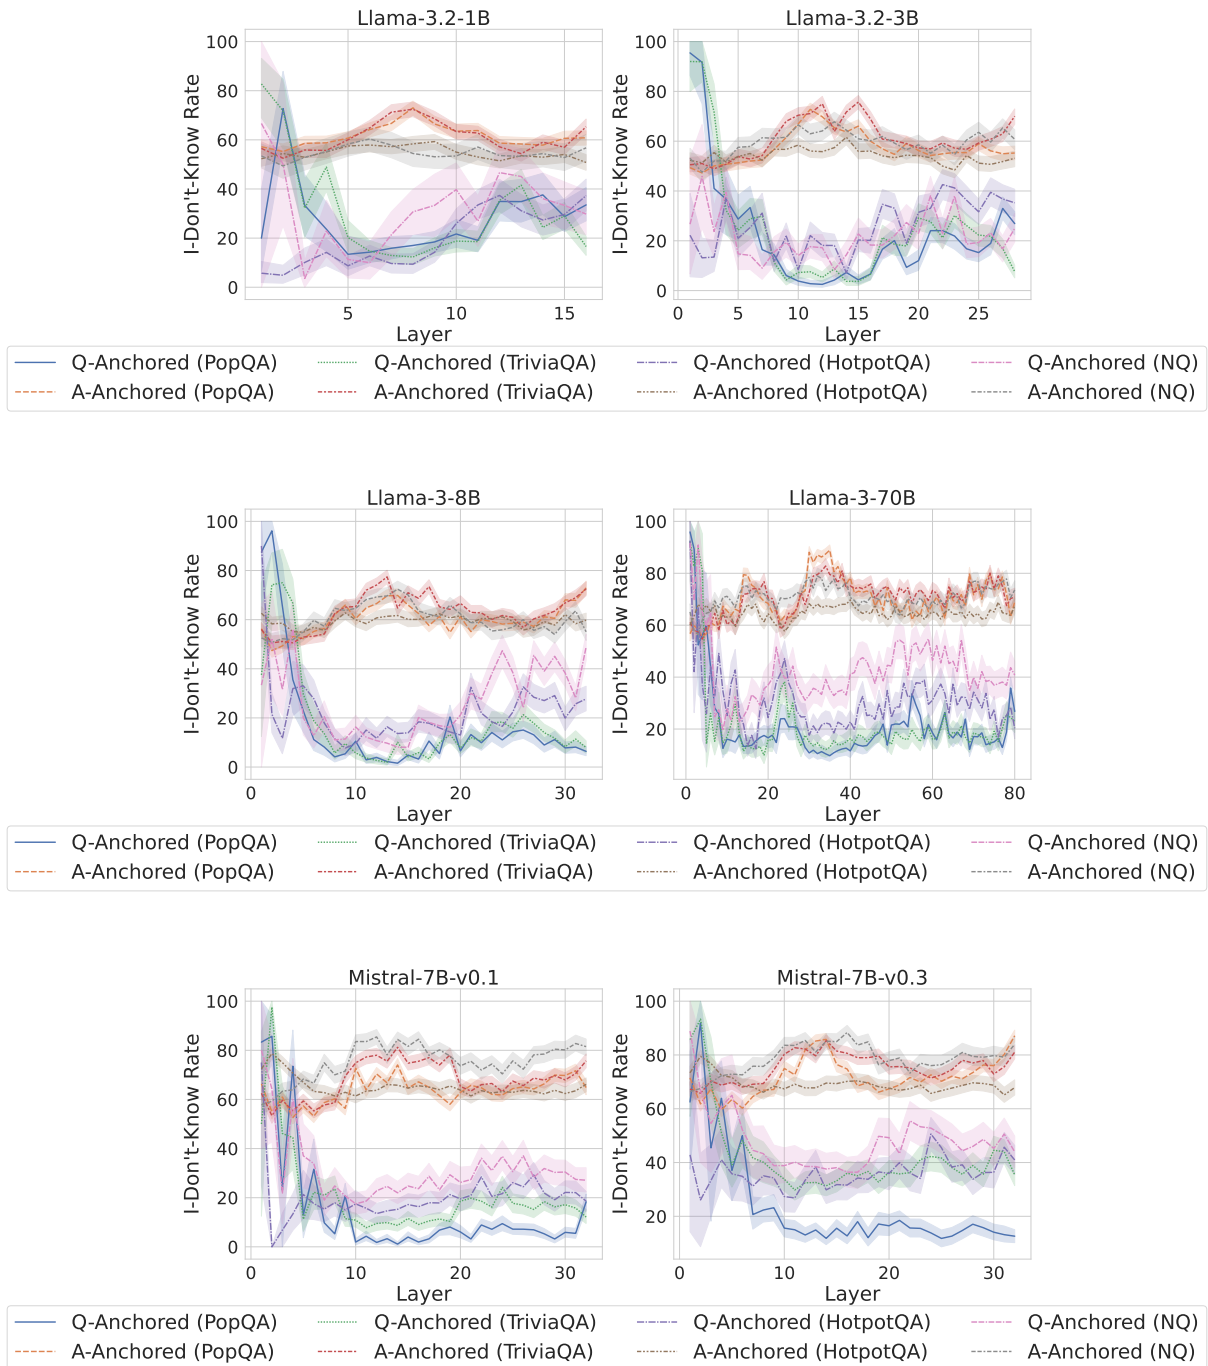 Llama-3.2-1B Llama-3.2-3B
I-Don't-Know Rate I-Don't-Know Rate
100 80 60 40 20 0
100 80 60 40 20 0
5 10 15
0 5 10 15 20 25
Layer Layer
Q-Anchored (PopQA) Q-Anchored (TriviaQA) Q-Anchored (HotpotQA) Q-Anchored (NQ)
A-Anchored (PopQA) A-Anchored (TriviaQA) A-Anchored (HotpotQA) A-Anchored (NQ)
Llama-3-8B Llama-3-70B
I-Don't-Know Rate I-Don't-Know Rate
100 80 60 40 20 0
100 80 60 40 20
0 10 20 30
0 20 40 60 80
Layer Layer
Q-Anchored (PopQA) Q-Anchored (TriviaQA) Q-Anchored (HotpotQA) Q-Anchored (NQ)
A-Anchored (PopQA) A-Anchored (TriviaQA) A-Anchored (HotpotQA) A-Anchored (NQ)
Mistral-7B-v0.1 Mistral-7B-v0.3
I-Don't-Know Rate I-Don't-Know Rate
100 80 60 40 20 0
100 80 60 40 20
0 10 20 30
0 10 20 30
Layer Layer
Q-Anchored (PopQA) Q-Anchored (TriviaQA) Q-Anchored (HotpotQA) Q-Anchored (NQ)
A-Anchored (PopQA) A-Anchored (TriviaQA) A-Anchored (HotpotQA) A-Anchored (NQ)